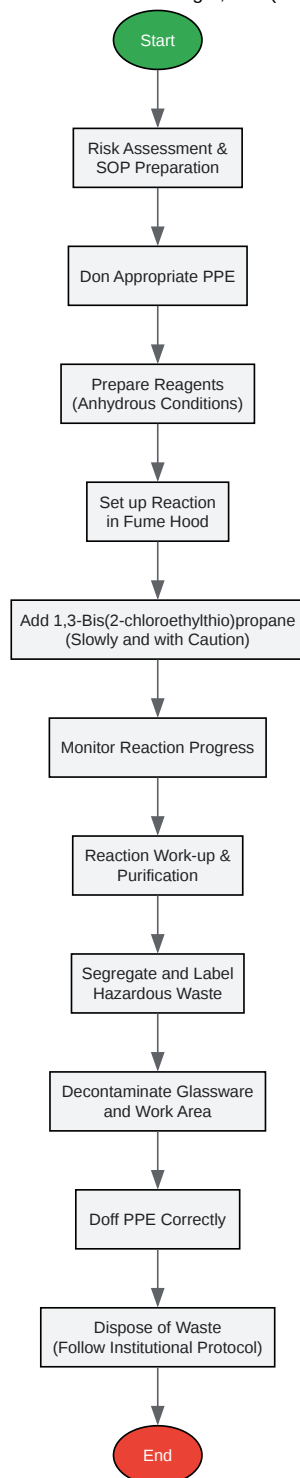 Start
Risk Assessment &
SOP Preparation
Don Appropriate PPE
Prepare Reagents
(Anhydrous Conditions)
Set up Reaction
in Fume Hood
Add 1,3-Bis(2-chloroethylthio)propane
(Slowly and with Caution)
Monitor Reaction Progress
Reaction Work-up &
Purification
Segregate and Label
Hazardous Waste
Decontaminate Glassware
and Work Area
Doff PPE Correctly
Dispose of Waste
(Follow Institutional Protocol)
End